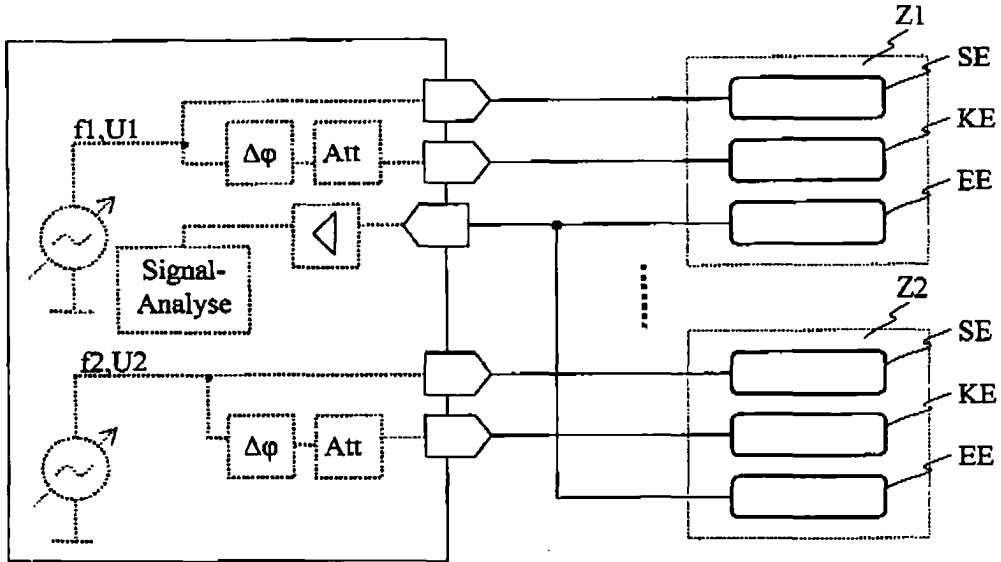 Z1
SE
f1,U1
KE
Δφ
Att
EE
Signal-
Analyse
Z2
SE
f2,U2
KE
Δφ
Att
EE